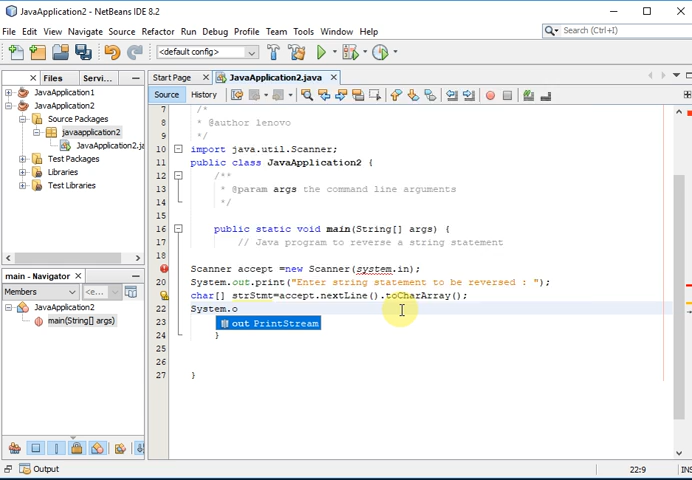 JavaApplication2 - NetBeans IDE 8.2
File Edit View Navigate Source Refactor Run Debug Profile Team Tools Window Help
<default config>
Search (Ctrl+I)
Files Servi...
Start Page
JavaApplication2.java
JavaApplication1
JavaApplication2
Source Packages
javaapplication2
JavaApplication2.ja
Test Packages
Libraries
Test Libraries
Source History
7 /*
8 * @author lenovo
9 */
10 import java.util.Scanner;
11 public class JavaApplication2 {
12 /**
13 * @param args the command line arguments
14 */
15
16 public static void main(String[] args) {
17 // Java program to reverse a string statement
18
Scanner accept =new Scanner(system.in);
20 System.out.print("Enter string statement to be reversed : ");
char[] strStmt=accept.nextLine().toCharArray();
22 System.o
23 out PrintStream
24 }
25
26
27 }
main - Navigator
Members <e...
JavaApplication2
main(String[] args)
Output
22:9
INS